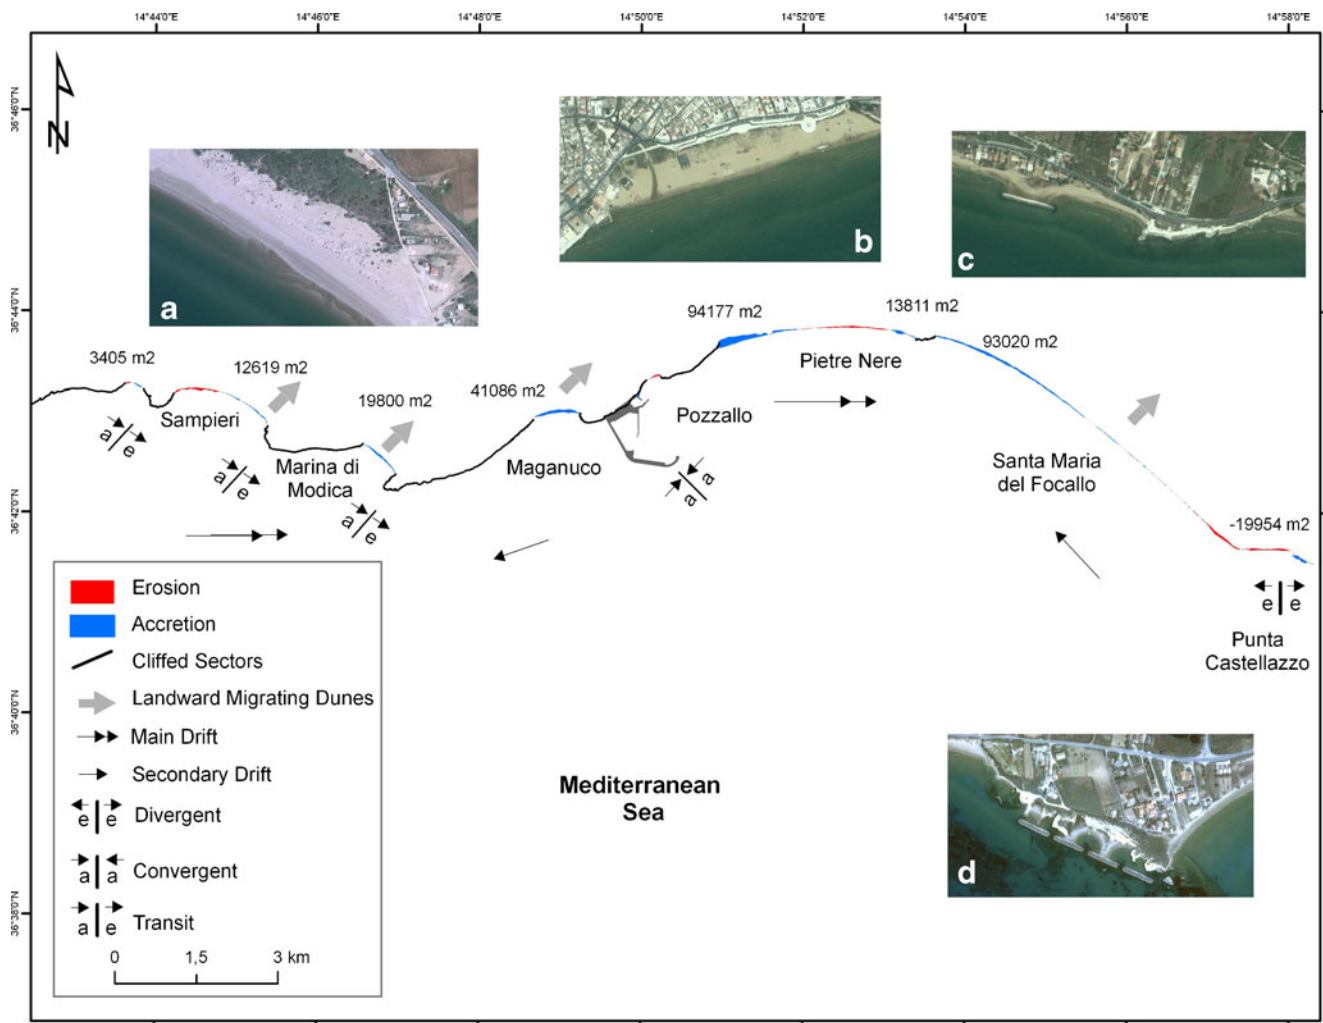 14°44'0"E 14°46'0"E 14°48'0"E 14°50'0"E 14°52'0"E 14°54'0"E 14°56'0"E 14°58'0"E
36°46'0"N
N
a
b
c
36°44'0"N
3405 m2
12619 m2
19800 m2
41086 m2
94177 m2
13811 m2
93020 m2
-19954 m2
Sampieri
Marina di
Modica
Maganuco
Pozzallo
Pietre Nere
Santa Maria
del Focallo
Punta
Castellazzo
a e
a e
a e
a a
e e
36°42'0"N
Erosion
Accretion
Cliffed Sectors
Landward Migrating Dunes
Main Drift
Secondary Drift
e e Divergent
a a Convergent
a e Transit
0 1,5 3 km
36°40'0"N
Mediterranean
Sea
d
36°38'0"N